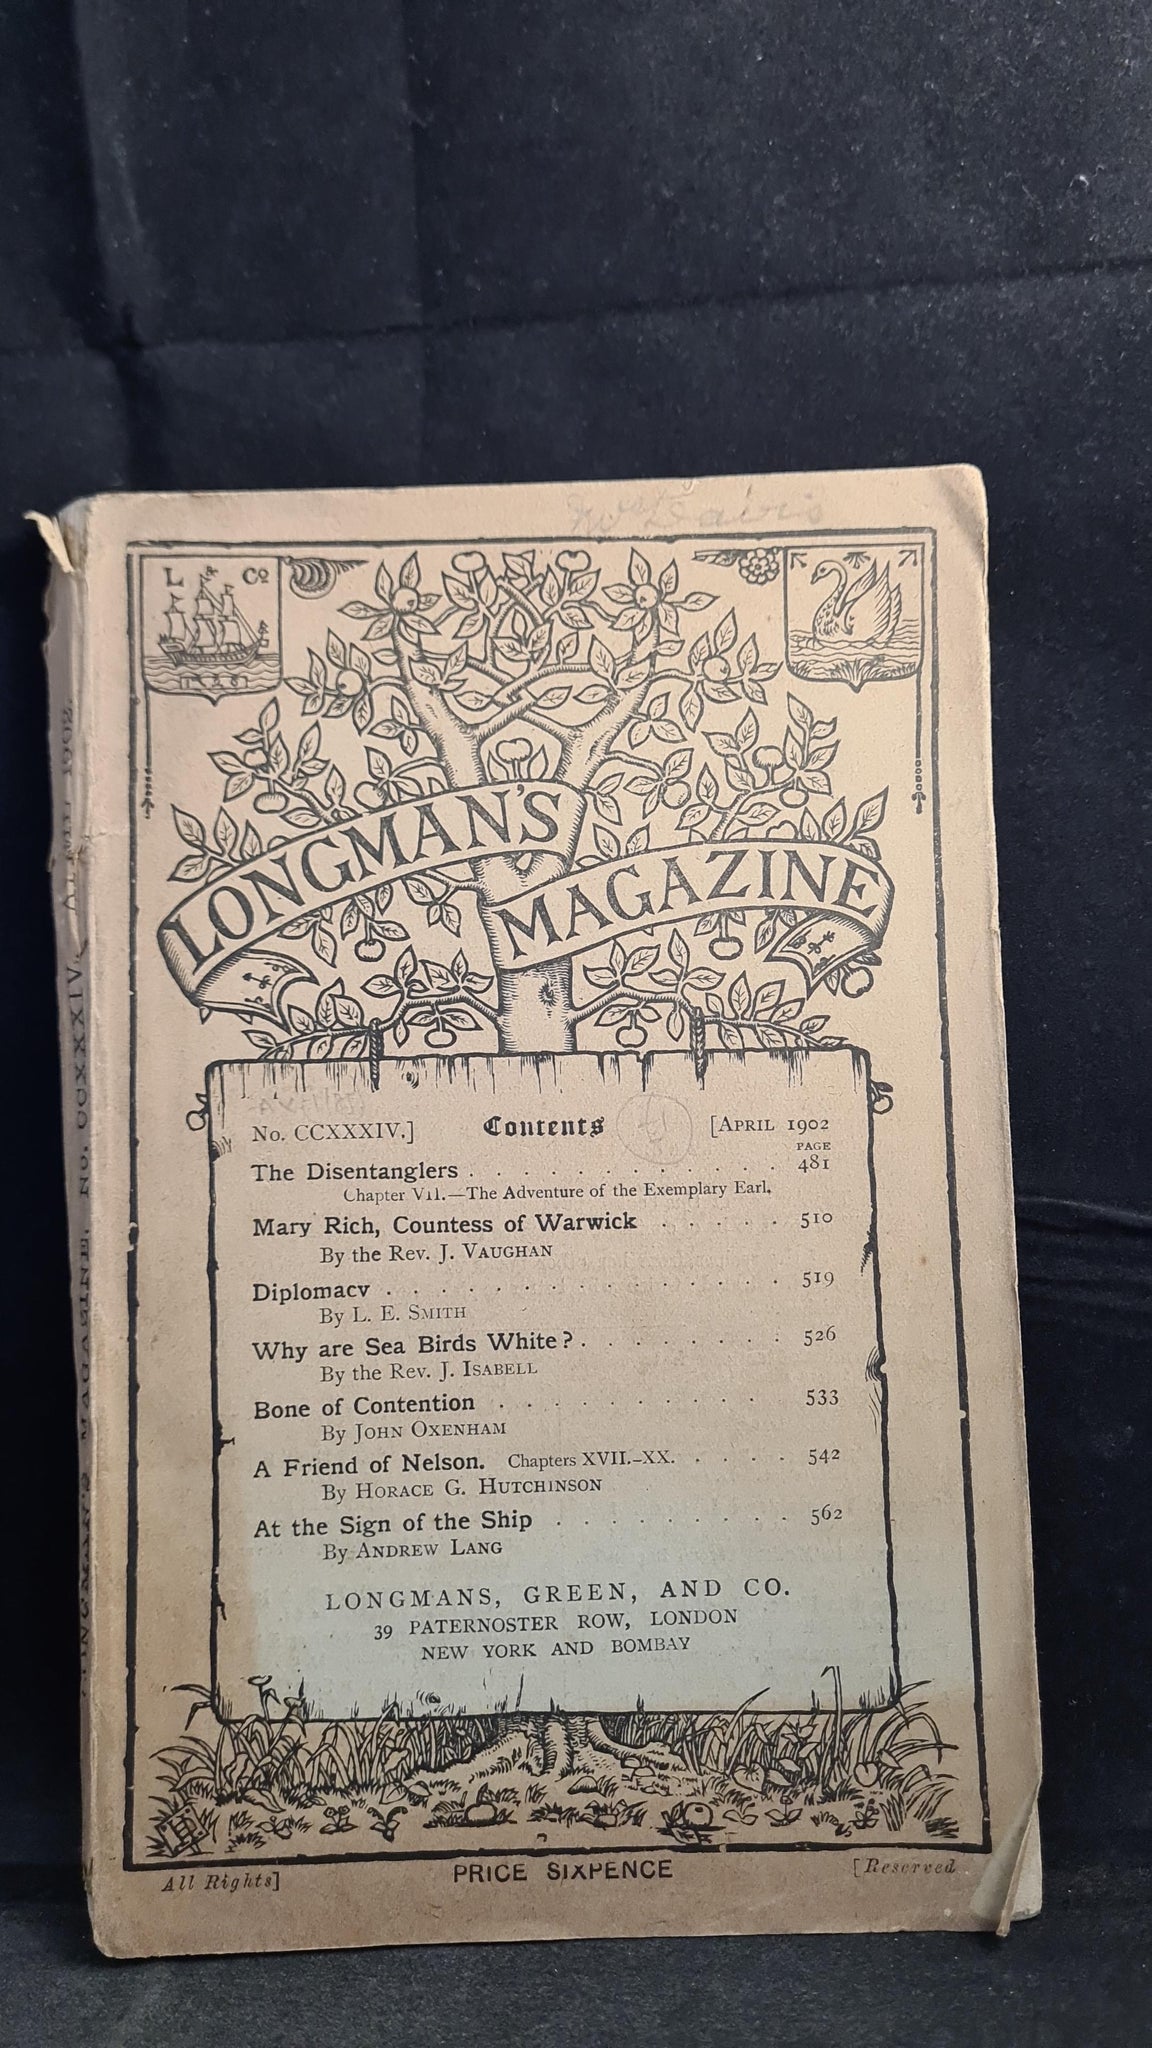 L & Co
LONGMAN'S
MAGAZINE
No. CCXXXIV.] Contents [APRIL 1902
PAGE
The Disentanglers . . . . . . . . . . . . . 481
Chapter VII.—The Adventure of the Exemplary Earl.
Mary Rich, Countess of Warwick . . . . . 510
By the Rev. J. VAUGHAN
Diplomacy . . . . . . . . . . . . . . . . 519
By L. E. SMITH
Why are Sea Birds White? . . . . . . . . 526
By the Rev. J. ISABELL
Bone of Contention . . . . . . . . . . . 533
By JOHN OXENHAM
A Friend of Nelson. Chapters XVII.-XX. . . . . . 542
By HORACE G. HUTCHINSON
At the Sign of the Ship . . . . . . . . . . 562
By ANDREW LANG
LONGMANS, GREEN, AND CO.
39 PATERNOSTER ROW, LONDON
NEW YORK AND BOMBAY
All Rights] PRICE SIXPENCE [Reserved
LONGMAN'S MAGAZINE. No. CCXXXIV. APRIL 1902.